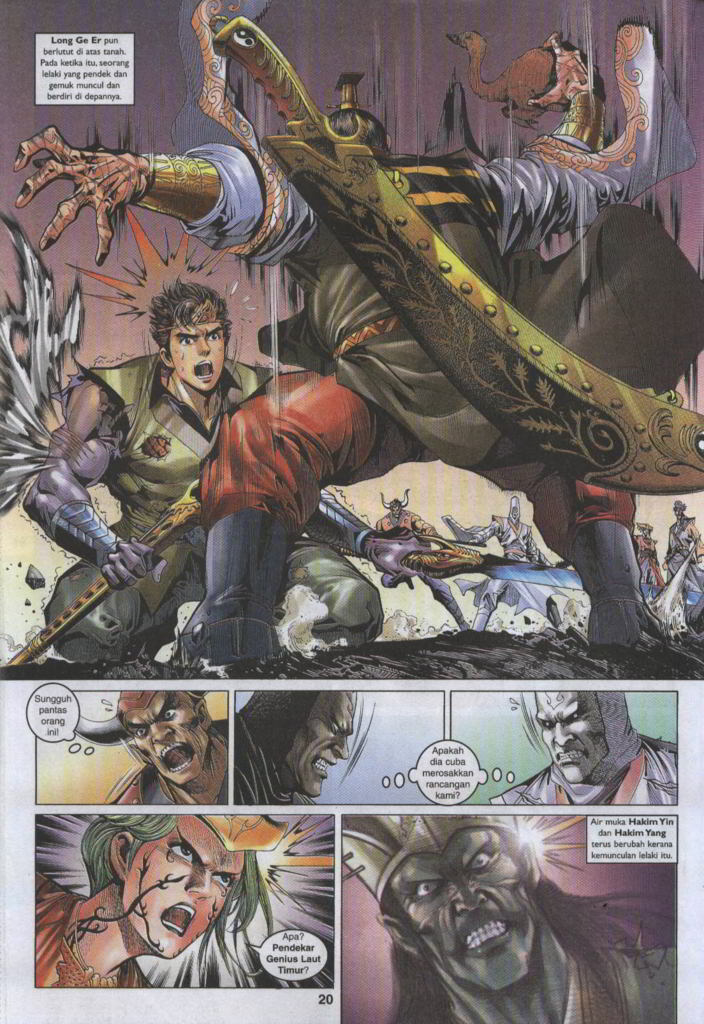 Long Ge Er pun
berlutut di atas tanah.
Pada ketika itu, seorang
lelaki yang pendek dan
gemuk muncul dan
berdiri di depannya.
Sungguh
pantas
orang
ini!
Apakah
dia cuba
merosakkan
rancangan
kami?
Apa?
Pendekar
Genius Laut
Timur?
Air muka Hakim Yin
dan Hakim Yang
terus berubah kerana
kemunculan lelaki itu.
20